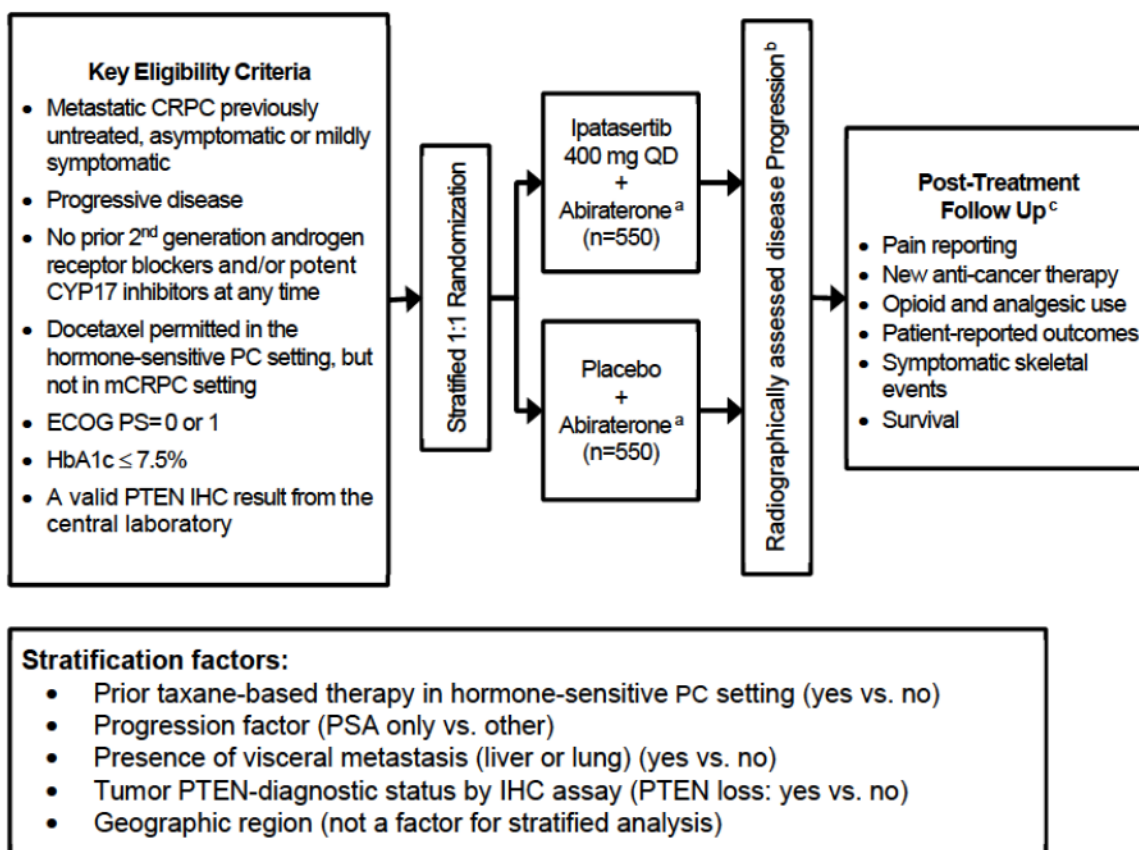 Key Eligibility Criteria
• Metastatic CRPC previously
untreated, asymptomatic or mildly
symptomatic
• Progressive disease
• No prior 2nd generation androgen
receptor blockers and/or potent
CYP17 inhibitors at any time
• Docetaxel permitted in the
hormone-sensitive PC setting, but
not in mCRPC setting
• ECOG PS= 0 or 1
• HbA1c ≤ 7.5%
• A valid PTEN IHC result from the
central laboratory
Stratified 1:1 Randomization
Ipatasertib
400 mg QD
+
Abiraterone a
(n=550)
Placebo
+
Abiraterone a
(n=550)
Radiographically assessed disease Progression b
Post-Treatment
Follow Up c
• Pain reporting
• New anti-cancer therapy
• Opioid and analgesic use
• Patient-reported outcomes
• Symptomatic skeletal
events
• Survival
Stratification factors:
• Prior taxane-based therapy in hormone-sensitive PC setting (yes vs. no)
• Progression factor (PSA only vs. other)
• Presence of visceral metastasis (liver or lung) (yes vs. no)
• Tumor PTEN-diagnostic status by IHC assay (PTEN loss: yes vs. no)
• Geographic region (not a factor for stratified analysis)